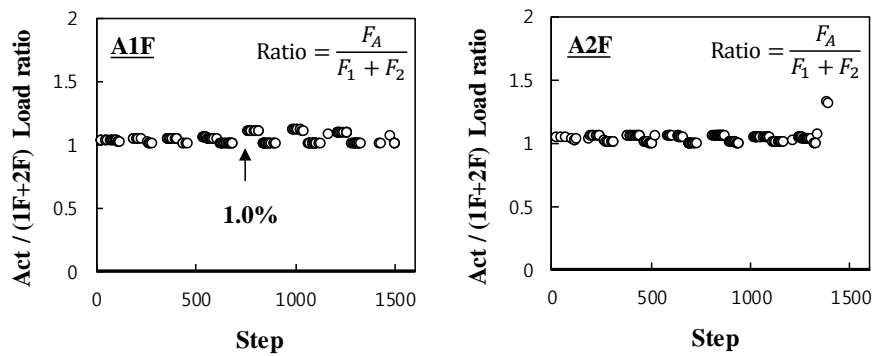 A1F
Ratio = F_A / (F_1 + F_2)
Act / (1F+2F) Load ratio
2
1.5
1
0.5
0
1.0%
0
500
1000
1500
Step
A2F
Ratio = F_A / (F_1 + F_2)
Act / (1F+2F) Load ratio
2
1.5
1
0.5
0
0
500
1000
1500
Step